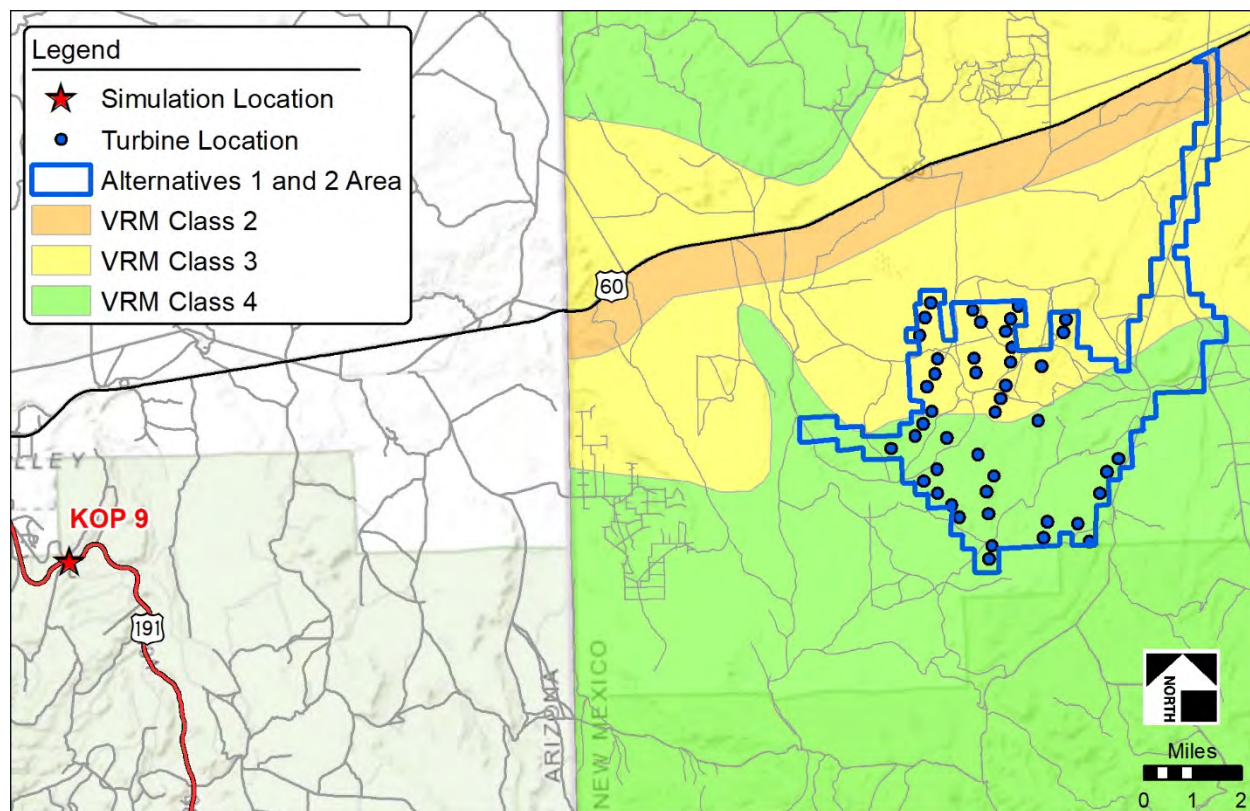 Legend
Simulation Location
Turbine Location
Alternatives 1 and 2 Area
VRM Class 2
VRM Class 3
VRM Class 4
60
LLEY
KOP 9
191
ARIZONA
NEW MEXICO
NORTH
Miles
0 1 2